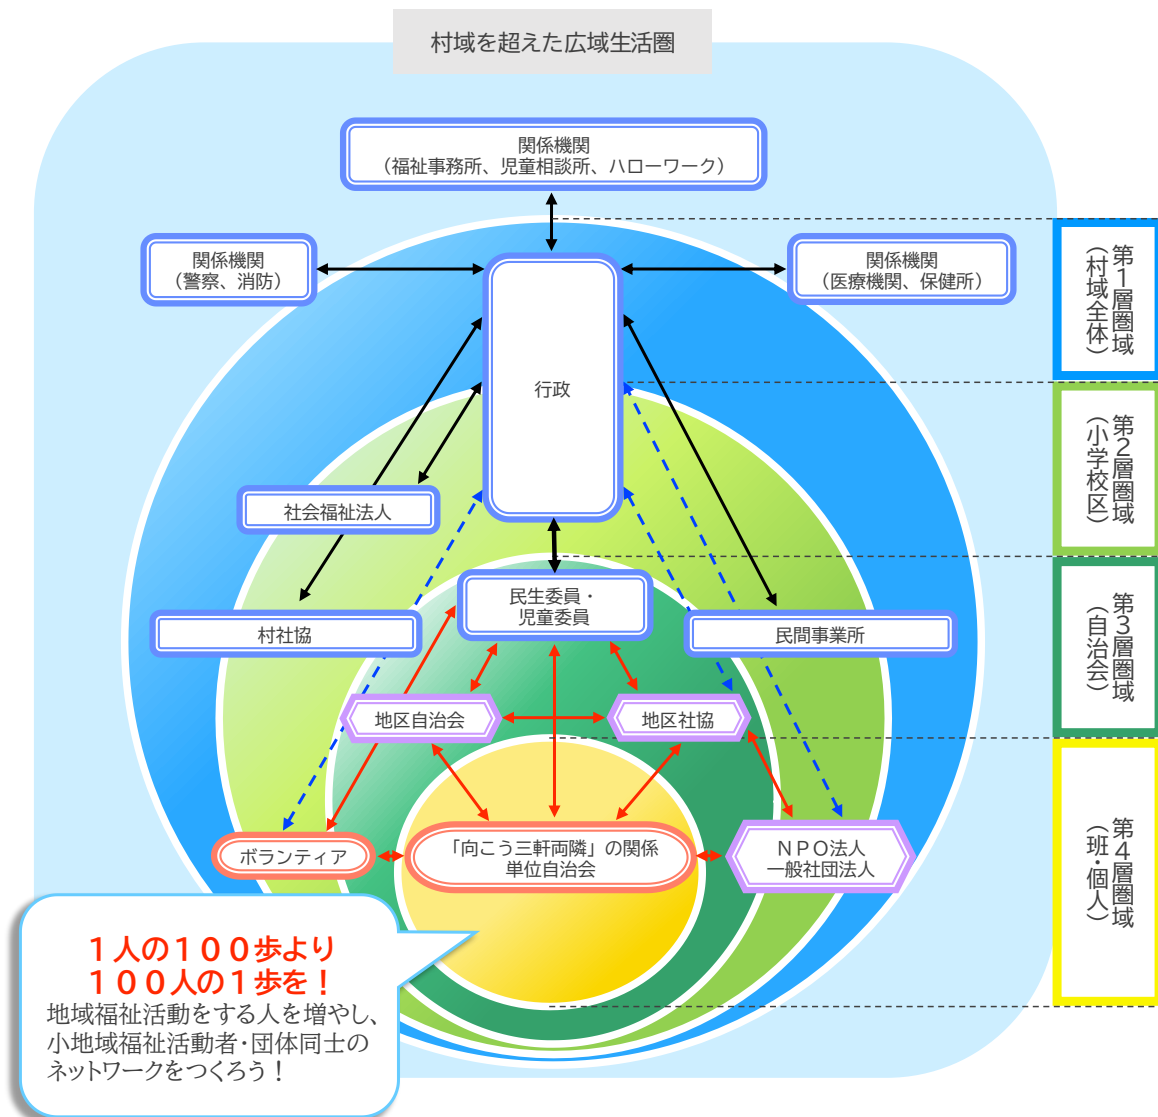 村域を超えた広域生活圏
関係機関
（福祉事務所、児童相談所、ハローワーク）
関係機関
（警察、消防）
関係機関
（医療機関、保健所）
行政
社会福祉法人
村社協
民生委員・
児童委員
民間事業所
地区自治会
地区社協
ボランティア
「向こう三軒両隣」の関係
単位自治会
ＮＰＯ法人
一般社団法人
第１層圏域
（村域全体）
第２層圏域
（小学校区）
第３層圏域
（自治会）
第４層圏域
（班・個人）
１人の１００歩より
１００人の１歩を！
地域福祉活動をする人を増やし、
小地域福祉活動者・団体同士の
ネットワークをつくろう！